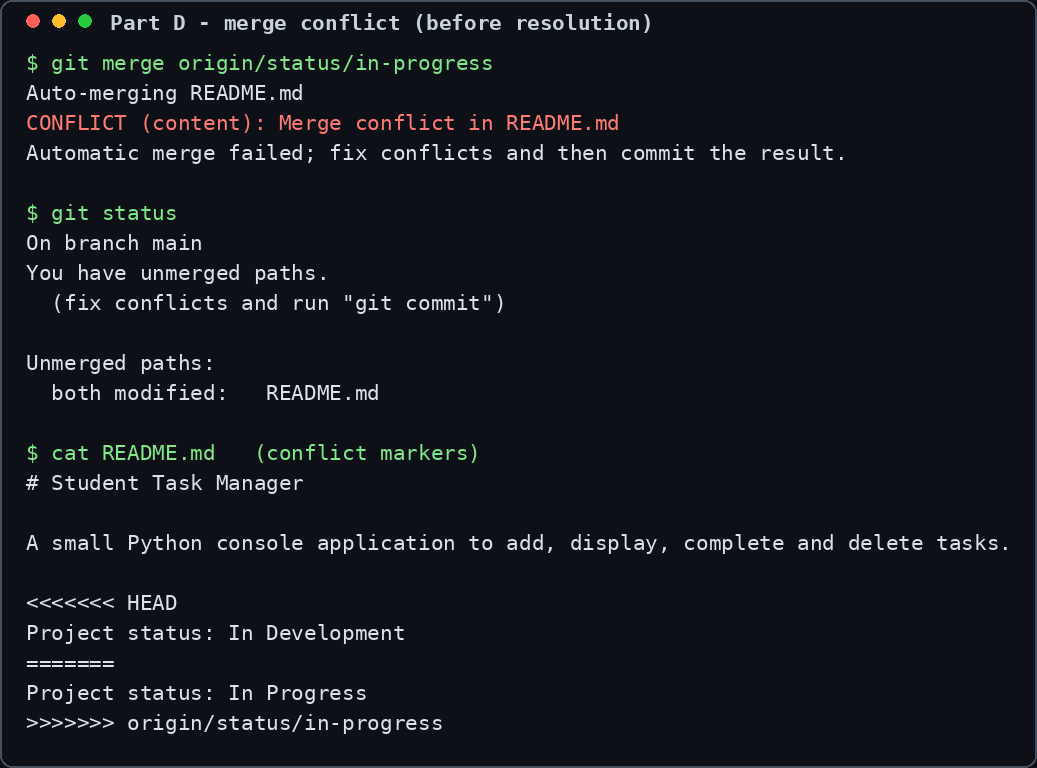 Part D - merge conflict (before resolution)
$ git merge origin/status/in-progress
Auto-merging README.md
CONFLICT (content): Merge conflict in README.md
Automatic merge failed; fix conflicts and then commit the result.
$ git status
On branch main
You have unmerged paths.
  (fix conflicts and run "git commit")
Unmerged paths:
  both modified:   README.md
$ cat README.md   (conflict markers)
# Student Task Manager
A small Python console application to add, display, complete and delete tasks.
<<<<<<< HEAD
Project status: In Development
=======
Project status: In Progress
>>>>>>> origin/status/in-progress